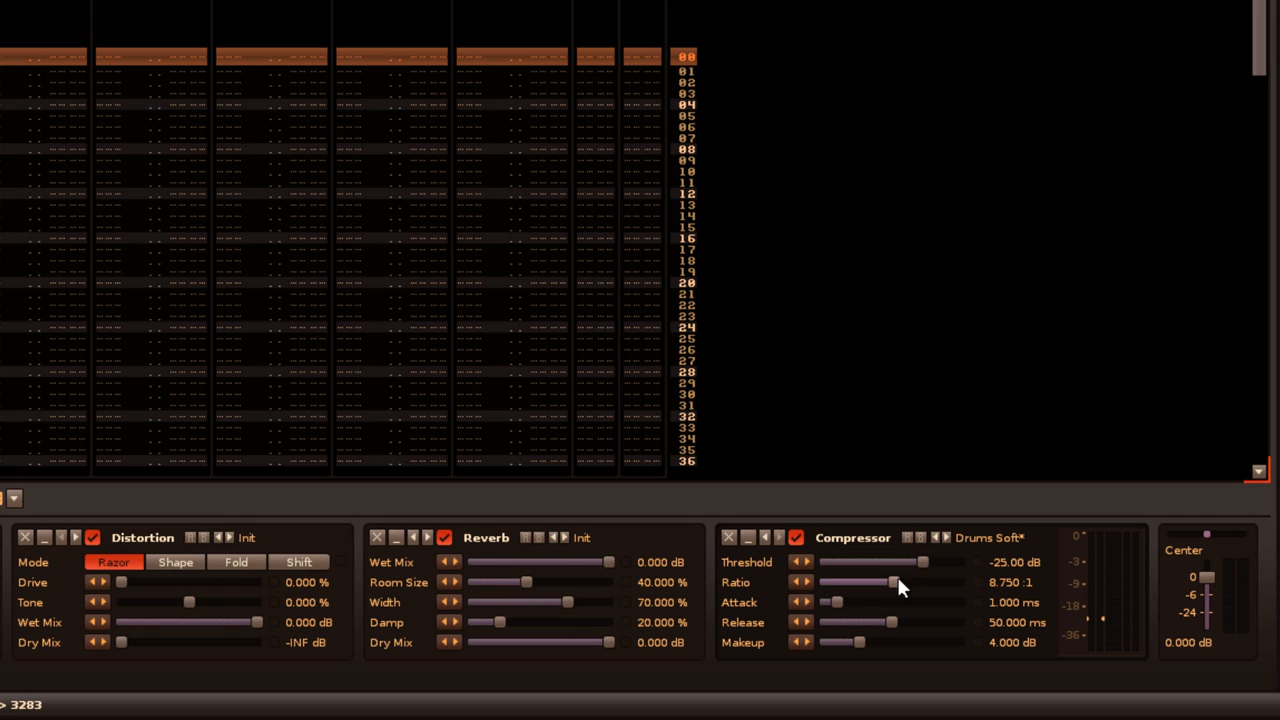 00
01
02
03
04
05
06
07
08
09
10
11
12
13
14
15
16
17
18
19
20
21
22
23
24
25
26
27
28
29
30
31
32
33
34
35
36
Distortion Init
Mode Razor Shape Fold Shift
Drive 0.000 %
Tone 0.000 %
Wet Mix 0.000 dB
Dry Mix -INF dB
Reverb Init
Wet Mix 0.000 dB
Room Size 40.000 %
Width 70.000 %
Damp 20.000 %
Dry Mix 0.000 dB
Compressor Drums Soft*
Threshold -25.00 dB
Ratio 8.750 :1
Attack 1.000 ms
Release 50.000 ms
Makeup 4.000 dB
0
-3
-9
-18
-36
Center
0
-6
-24
0.000 dB
> 3283